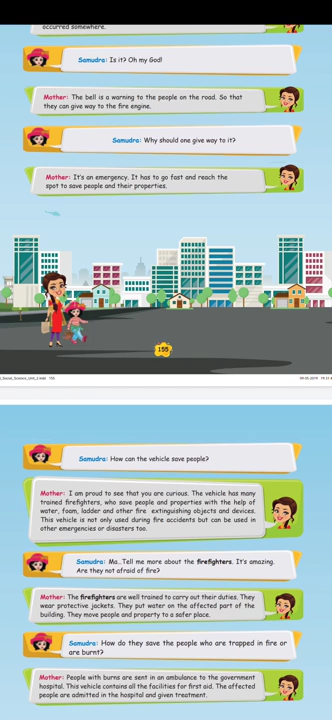 occurred somewhere.
Samudra: Is it? Oh my God!
Mother: The bell is a warning to the people on the road. So that
they can give way to the fire engine.
Samudra: Why should one give way to it?
Mother: It's an emergency. It has to go fast and reach the
spot to save people and their properties.
155
Samudra: How can the vehicle save people?
Mother: I am proud to see that you are curious. The vehicle has many
trained firefighters, who save people and properties with the help of
water, foam, ladder and other fire extinguishing objects and devices.
This vehicle is not only used during fire accidents but can be used in
other emergencies or disasters too.
Samudra: Ma...Tell me more about the firefighters. It's amazing.
Are they not afraid of fire?
Mother: The firefighters are well trained to carry out their duties. They
wear protective jackets. They put water on the affected part of the
building. They move people and property to a safer place.
Samudra: How do they save the people who are trapped in fire or
are burnt?
Mother: People with burns are sent in an ambulance to the government
hospital. This vehicle contains all the facilities for first aid. The affected
people are admitted in the hospital and given treatment.